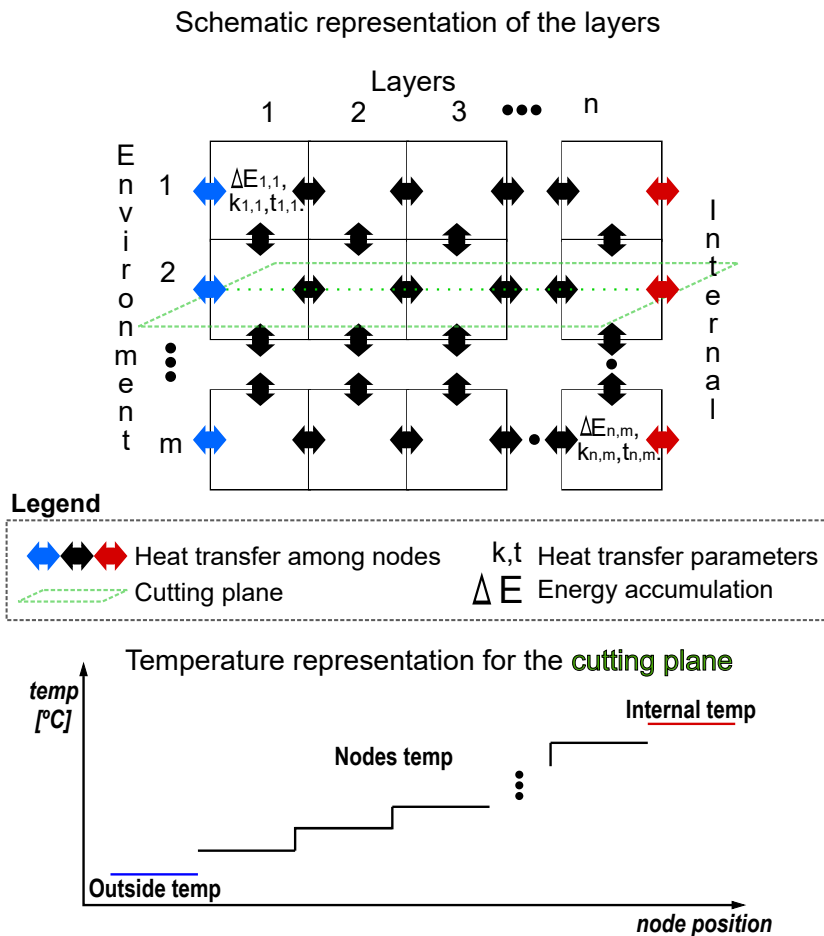 Schematic representation of the layers
Layers
1 2 3 ••• n
Environment
Internal
1
ΔE1,1,
k1,1,t1,1.
2
m
ΔEn,m,
kn,m,tn,m.
Legend
Heat transfer among nodes
k,t Heat transfer parameters
Cutting plane
ΔE Energy accumulation
Temperature representation for the cutting plane
temp
[ºC]
Internal temp
Nodes temp
Outside temp
node position